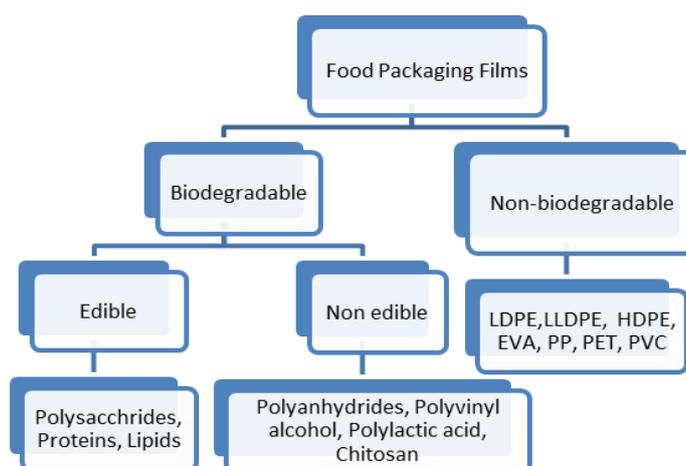 Food Packaging Films
Biodegradable
Non-biodegradable
Edible
Non edible
LDPE,LLDPE, HDPE,
EVA, PP, PET, PVC
Polysacchrides,
Proteins, Lipids
Polyanhydrides, Polyvinyl
alcohol, Polylactic acid,
Chitosan